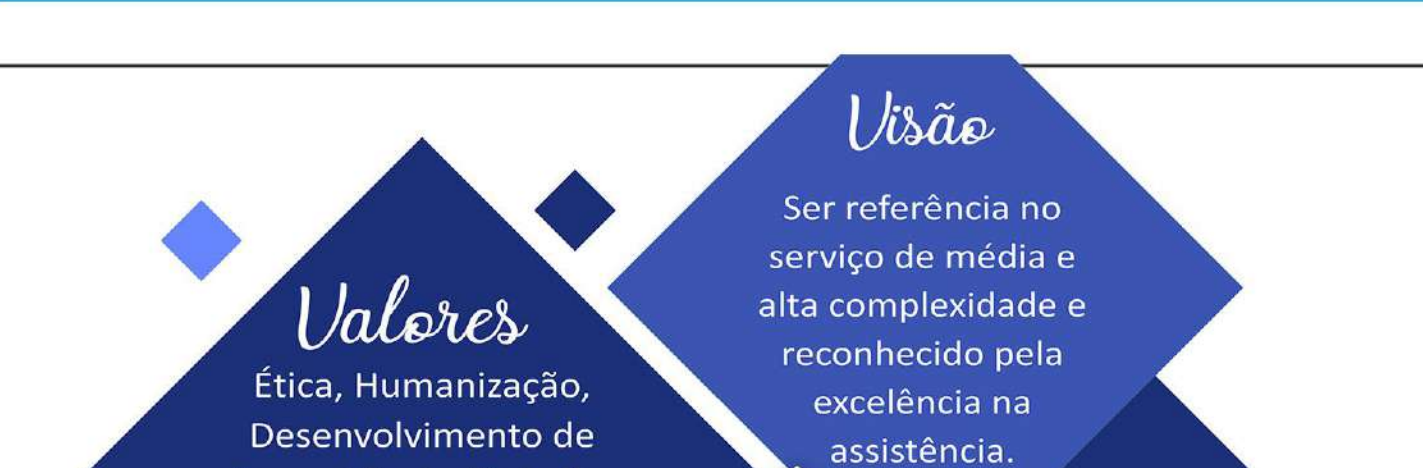 Visão
Ser referência no
serviço de média e
alta complexidade e
reconhecido pela
excelência na
assistência.
Valores
Ética, Humanização,
Desenvolvimento de